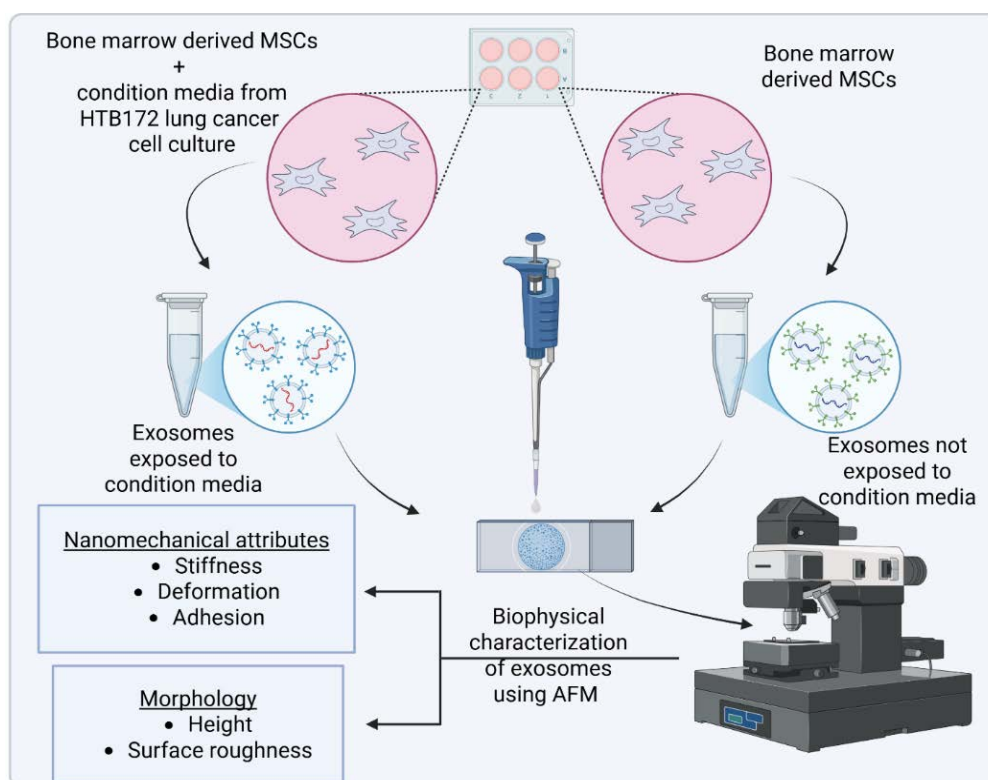 Bone marrow derived MSCs
+
condition media from
HTB172 lung cancer
cell culture
Bone marrow
derived MSCs
Exosomes
exposed to
condition media
Exosomes not
exposed to
condition media
Nanomechanical attributes
• Stiffness
• Deformation
• Adhesion
Biophysical
characterization
of exosomes
using AFM
Morphology
• Height
• Surface roughness